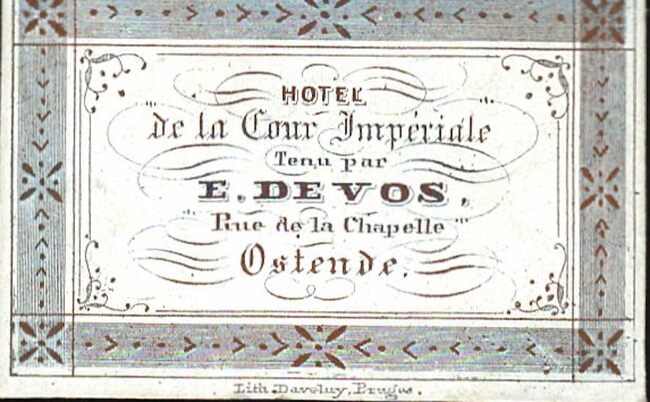 HOTEL
de la Cour Impériale
Tenu par
E. DEVOS.
Rue de la Chapelle
Ostende.
Lith. Daveluy, Bruges.